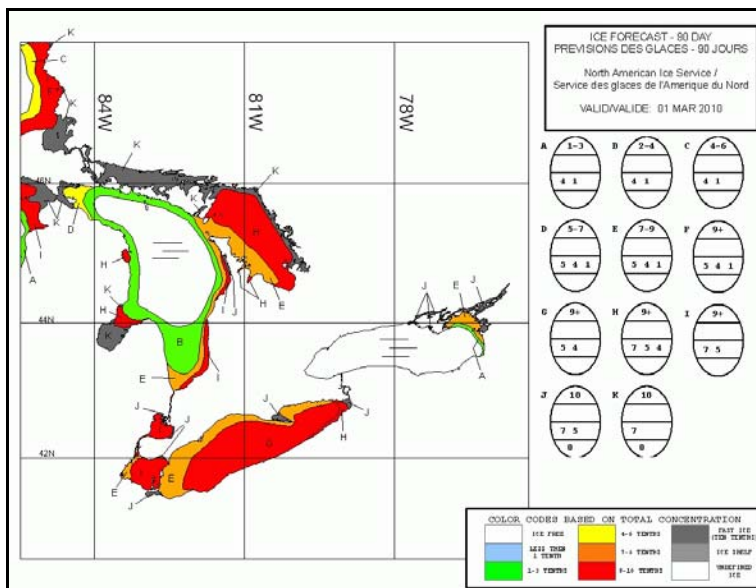 ICE FORECAST - 90 DAY
PREVISIONS DES GLACES - 90 JOURS
North American Ice Service /
Service des glaces de l'Amerique du Nord
VALID/VALIDE: 01 MAR 2010
84W 81W 78W
46N
44N
42N
K
C
K
K
K
K
K
D
I
A
H
K
H
K
B
H
I
J
H
E
E
I
J
E
J
A
J
J
J
J
G
H
J
E
E
J
A 1-3
4 1
B 2-4
4 1
C 4-6
4 1
D 5-7
5 4 1
E 7-9
5 4 1
F 9+
5 4 1
G 9+
5 4
H 9+
7 5 4
I 9+
7 5
J 10
7 5
0
K 10
7
0
COLOR CODES BASED ON TOTAL CONCENTRATION
ICE FREE
LESS THEN 1 TENTH
1-3 TENTHS
4-6 TENTHS
7-8 TENTHS
9-10 TENTHS
FAST ICE (TEN TENTHS)
ICE SHELF
UNDEFINED ICE